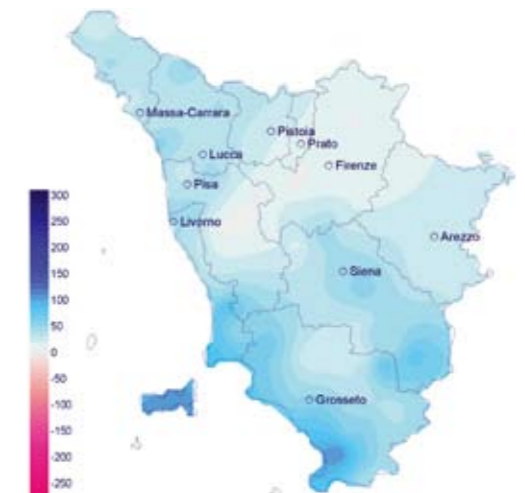 Massa-Carrara
Pistoia
Prato
Lucca
Firenze
Pisa
Livorno
Arezzo
Siena
Grosseto
300
250
200
150
100
50
0
-50
-100
-150
-200
-250